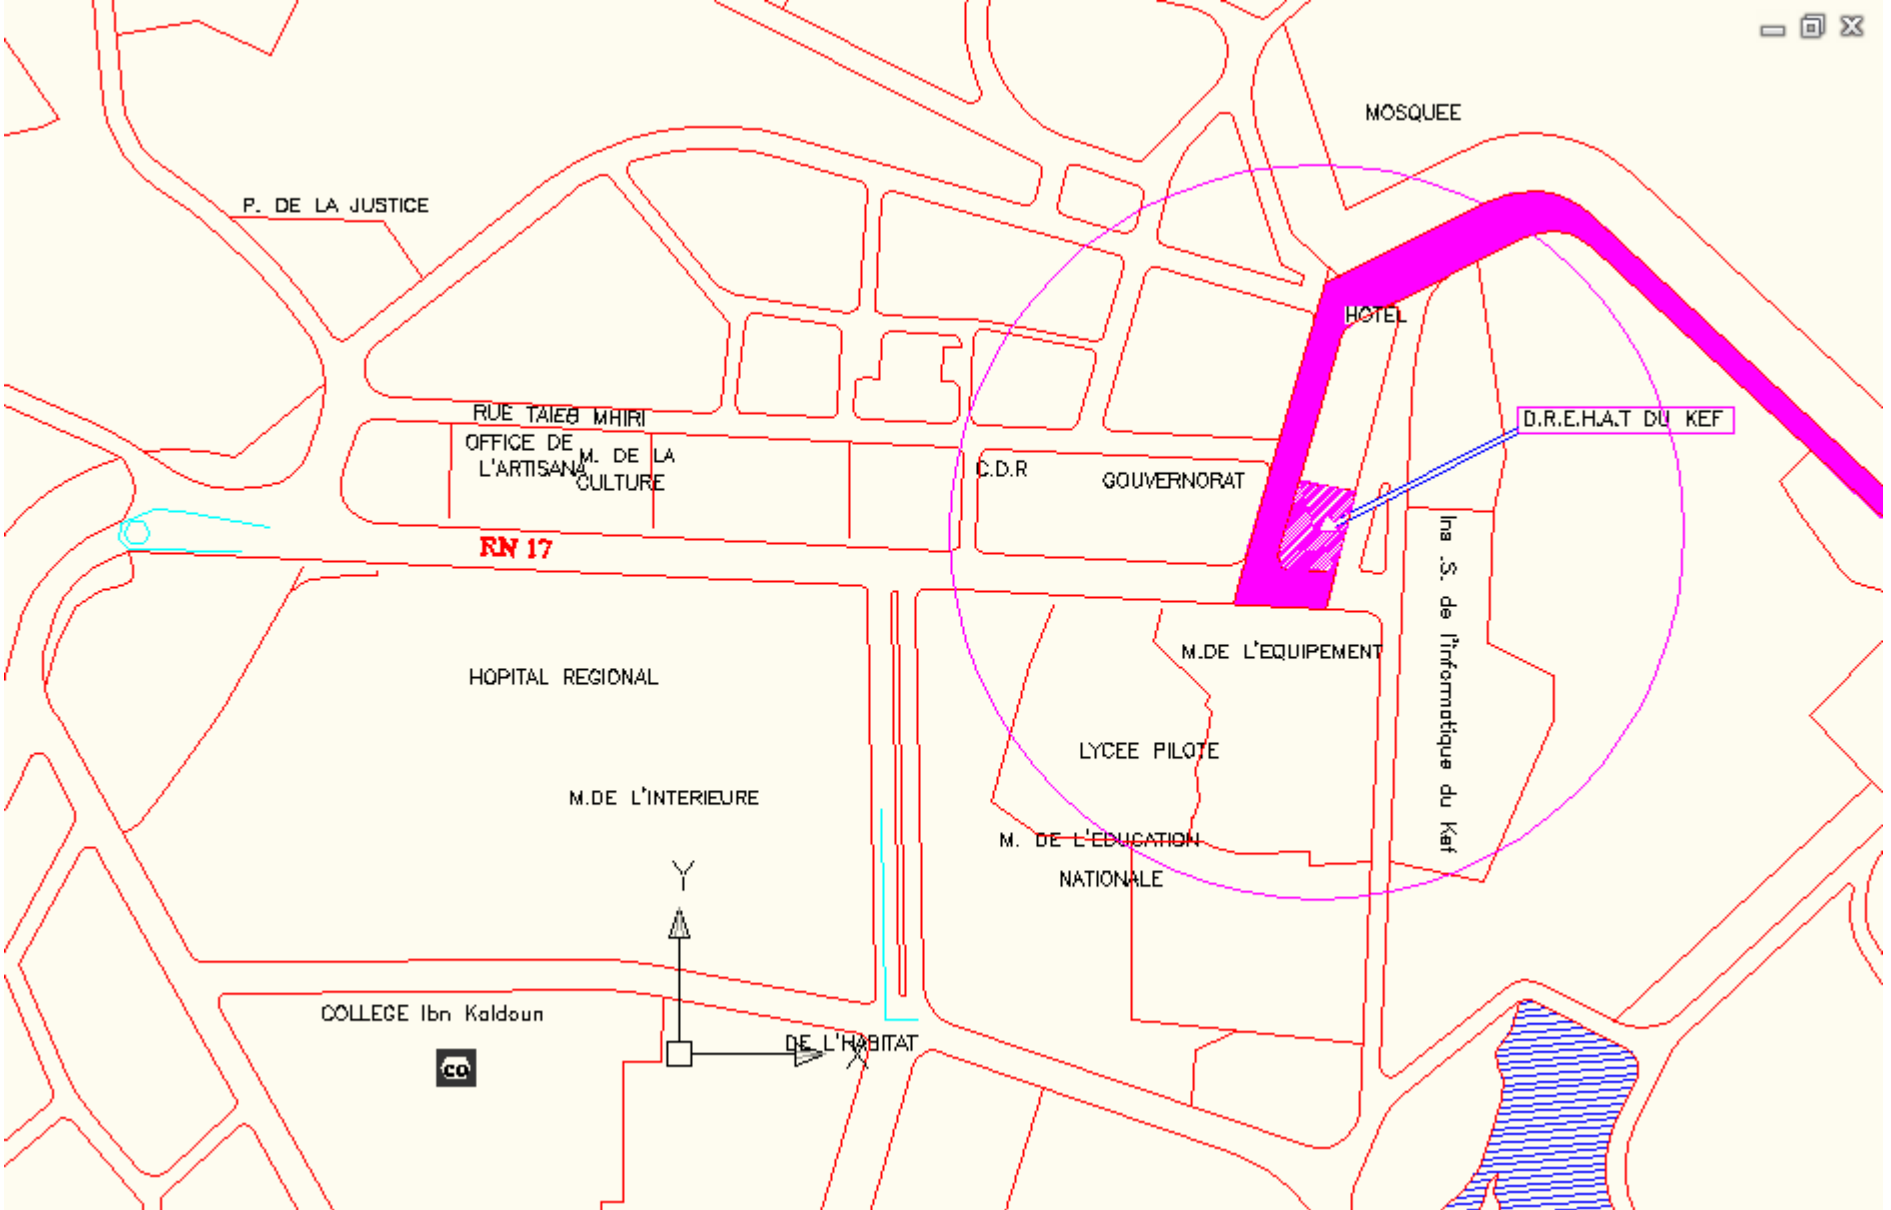 MOSQUEE
P. DE LA JUSTICE
HOTEL
RUE TAIEB MHIRI
D.R.E.H.A.T DU KEF
OFFICE DE
L'ARTISANA
M. DE LA
CULTURE
C.D.R
GOUVERNORAT
RN 17
Ins .S. de l'informatique du Kef
M.DE L'EQUIPEMENT
HOPITAL REGIONAL
LYCEE PILOTE
M.DE L'INTERIEURE
M. DE L'EDUCATION
NATIONALE
Y
COLLEGE Ibn Kaldoun
DE L'HABITAT
X
co